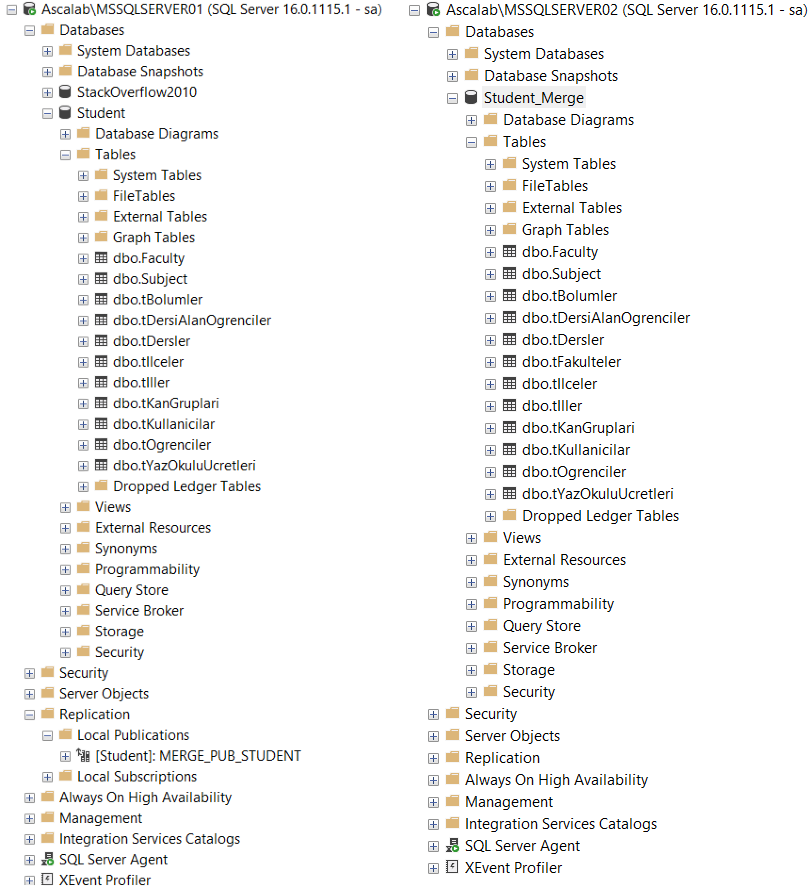 Ascalab\MSSQLSERVER01 (SQL Server 16.0.1115.1 - sa)
Databases
System Databases
Database Snapshots
StackOverflow2010
Student
Database Diagrams
Tables
System Tables
FileTables
External Tables
Graph Tables
dbo.Faculty
dbo.Subject
dbo.tBolumler
dbo.tDersiAlanOgrenciler
dbo.tDersler
dbo.tIlceler
dbo.tIller
dbo.tKanGruplari
dbo.tKullanicilar
dbo.tOgrenciler
dbo.tYazOkuluUcretleri
Dropped Ledger Tables
Views
External Resources
Synonyms
Programmability
Query Store
Service Broker
Storage
Security
Security
Server Objects
Replication
Local Publications
[Student]: MERGE_PUB_STUDENT
Local Subscriptions
Always On High Availability
Management
Integration Services Catalogs
SQL Server Agent
XEvent Profiler
Ascalab\MSSQLSERVER02 (SQL Server 16.0.1115.1 - sa)
Databases
System Databases
Database Snapshots
Student_Merge
Database Diagrams
Tables
System Tables
FileTables
External Tables
Graph Tables
dbo.Faculty
dbo.Subject
dbo.tBolumler
dbo.tDersiAlanOgrenciler
dbo.tDersler
dbo.tFakulteler
dbo.tIlceler
dbo.tIller
dbo.tKanGruplari
dbo.tKullanicilar
dbo.tOgrenciler
dbo.tYazOkuluUcretleri
Dropped Ledger Tables
Views
External Resources
Synonyms
Programmability
Query Store
Service Broker
Storage
Security
Security
Server Objects
Replication
Always On High Availability
Management
Integration Services Catalogs
SQL Server Agent
XEvent Profiler